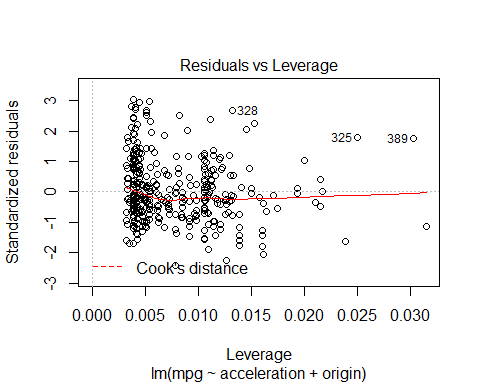 Residuals vs Leverage
Standardized residuals
3
2
1
0
-1
-2
-3
328
325
389
Cook's distance
0.000 0.005 0.010 0.015 0.020 0.025 0.030
Leverage
lm(mpg ~ acceleration + origin)